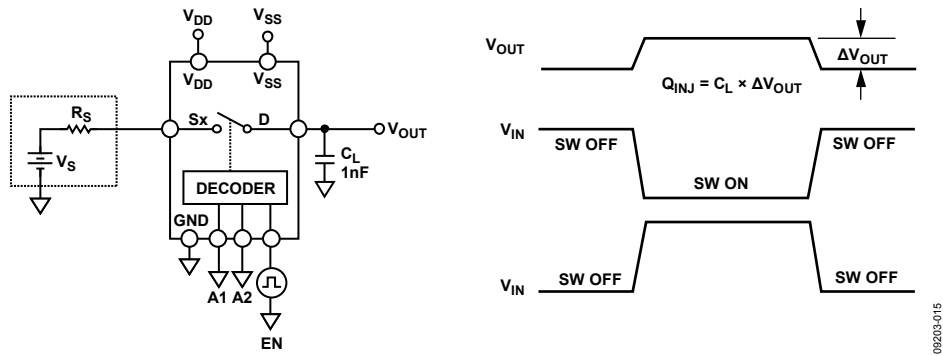 VDD
VSS
VDD
VSS
RS
VS
Sx
D
VOUT
CL
1nF
DECODER
GND
A1
A2
EN
VOUT
ΔVOUT
QINJ = CL × ΔVOUT
VIN
SW OFF
SW OFF
SW ON
VIN
SW OFF
SW OFF
09203-015